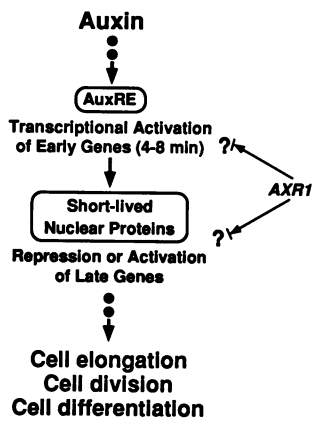 Auxin
AuxRE
Transcriptional Activation
of Early Genes (4-8 min)
?
AXR1
Short-lived
Nuclear Proteins
?
Repression or Activation
of Late Genes
Cell elongation
Cell division
Cell differentiation